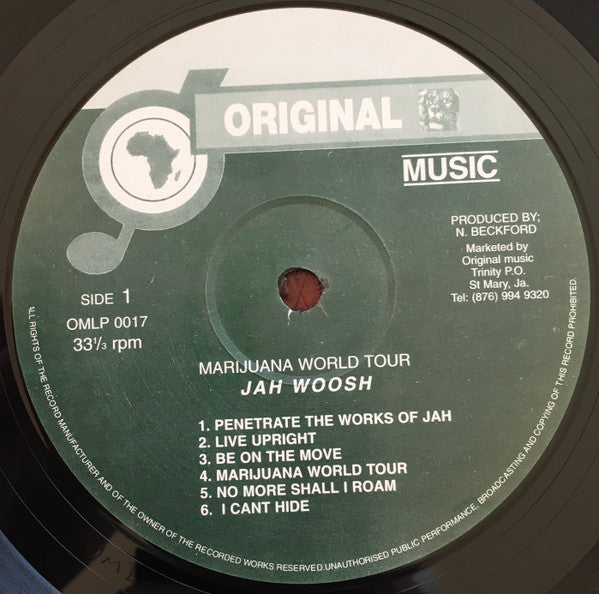 ORIGINAL
MUSIC
PRODUCED BY;
N. BECKFORD
Marketed by
Original music
Trinity P.O.
St Mary, Ja.
Tel: (876) 994 9320
SIDE 1
OMLP 0017
33⅓ rpm
MARIJUANA WORLD TOUR
JAH WOOSH
1. PENETRATE THE WORKS OF JAH
2. LIVE UPRIGHT
3. BE ON THE MOVE
4. MARIJUANA WORLD TOUR
5. NO MORE SHALL I ROAM
6. I CANT HIDE
ALL RIGHTS OF THE RECORD MANUFACTURER AND OF THE OWNER OF THE RECORDED WORKS RESERVED.UNAUTHORISED PUBLIC PERFORMANCE, BROADCASTING AND COPYING OF THIS RECORD PROHIBITED.